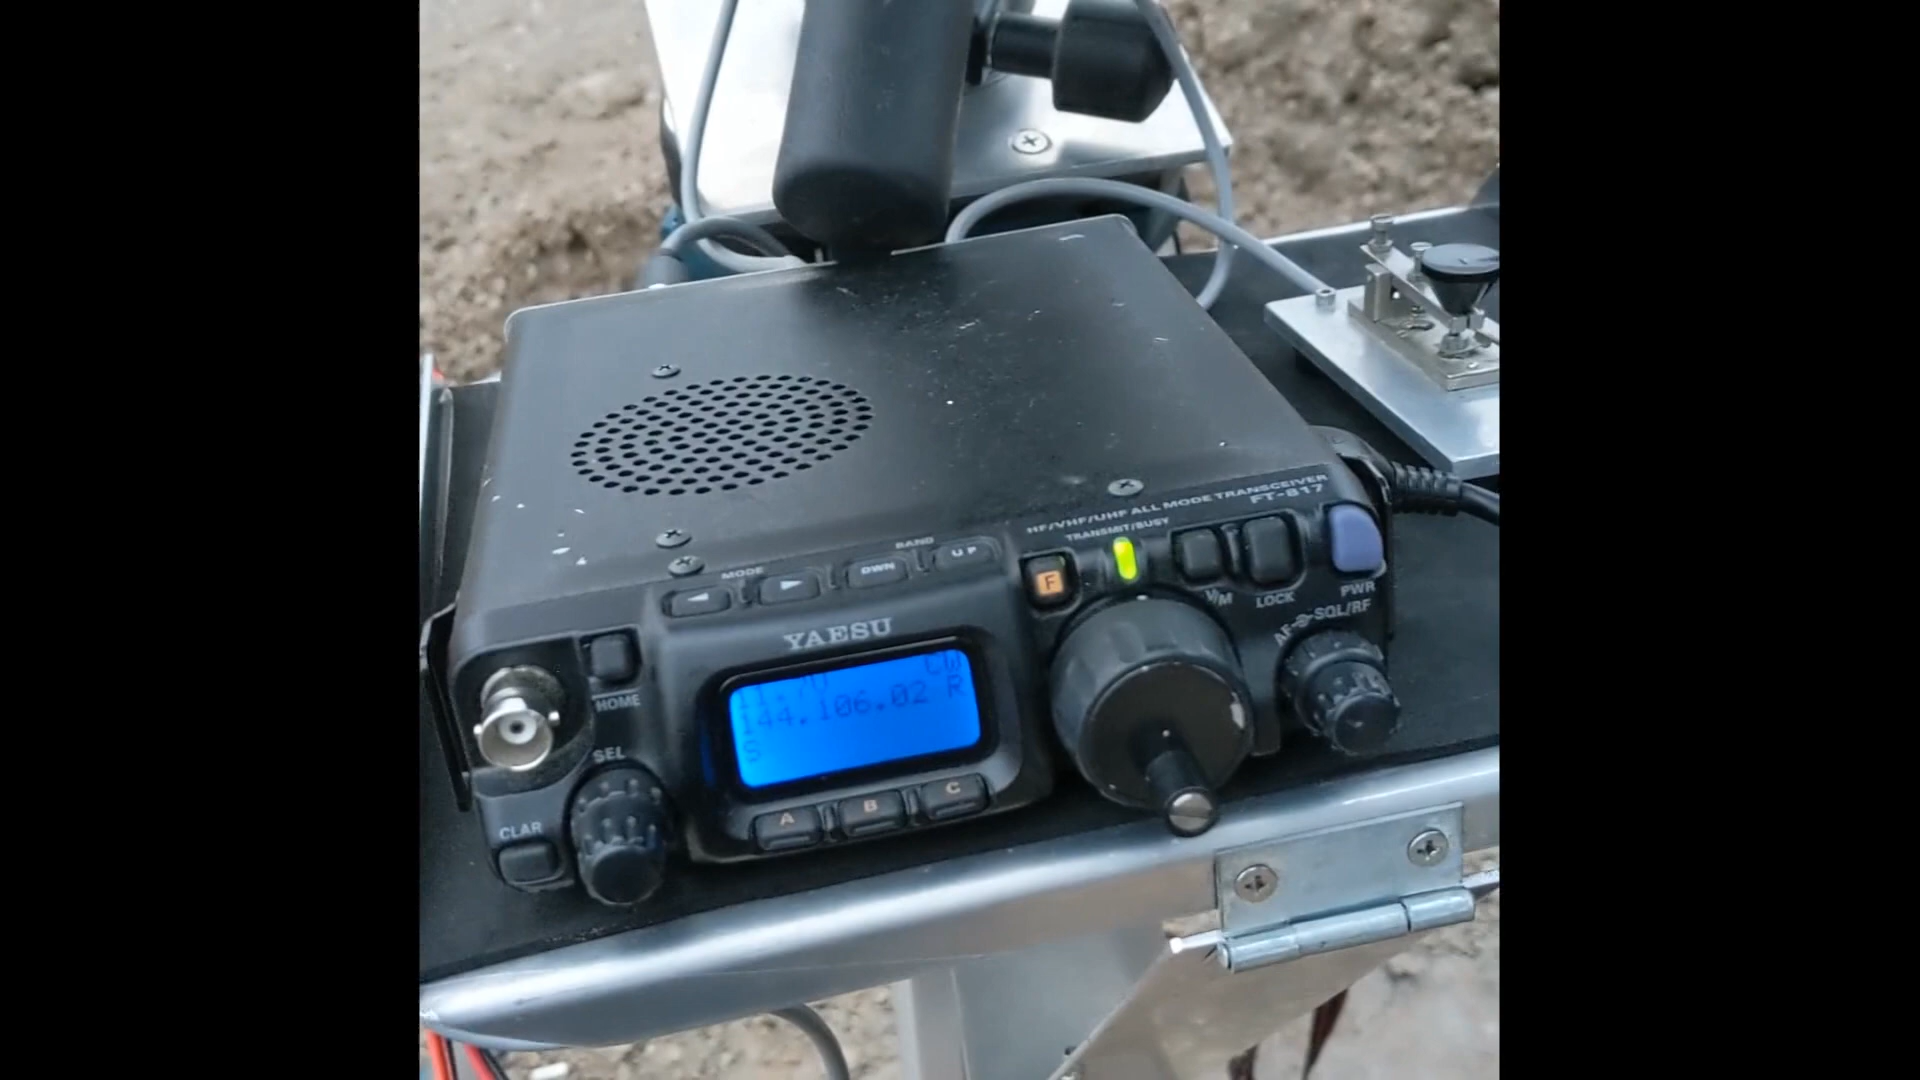 HF/VHF/UHF ALL MODE TRANSCEIVER
FT-817
TRANSMIT/BUSY
BAND
MODE
DWN
UP
F
V/M
LOCK
PWR
AF SQL/RF
YAESU
HOME
CW
144.106.02 R
S
SEL
CLAR
A
B
C